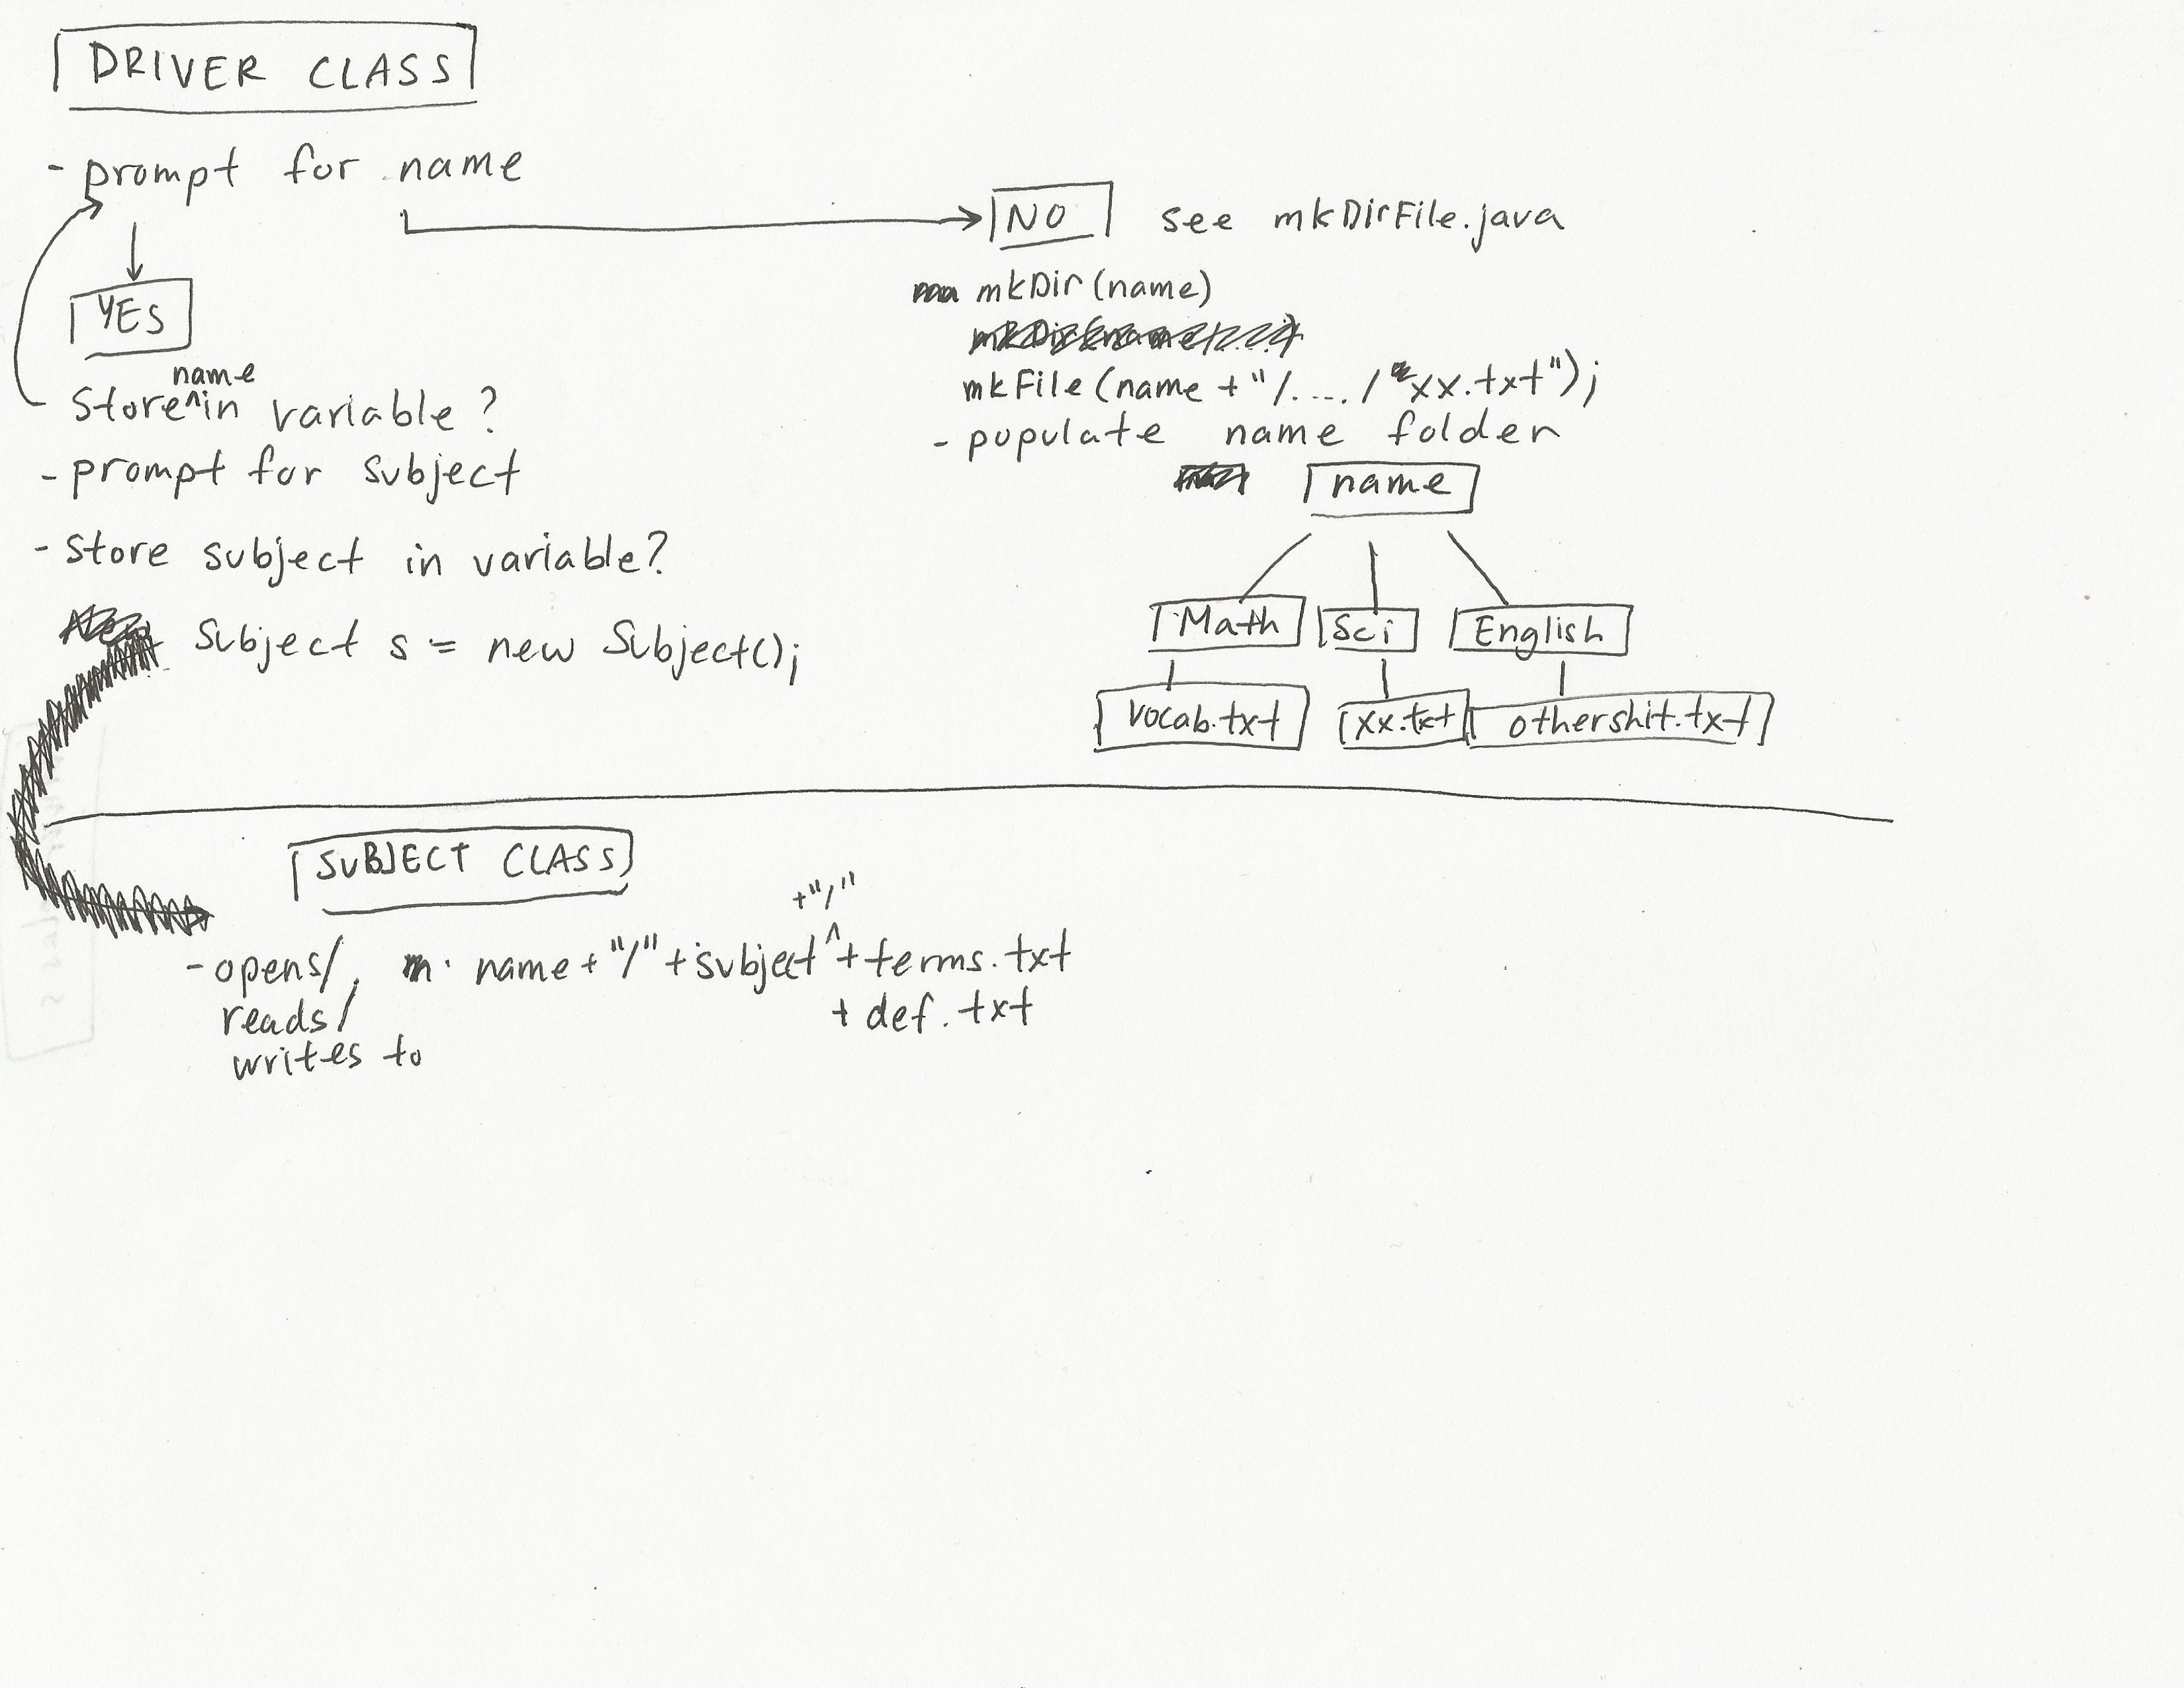 DRIVER CLASS
- prompt for name
YES
name
Store^in variable?
- prompt for subject
- store subject in variable?
Subject s = new Subject();
NO see mkDirFile.java
mkDir(name)
mkFile(name + "/..../xx.txt");
- populate name folder
name
Math Sci English
vocab.txt xx.txt othershit.txt
SUBJECT CLASS
+"/"
- opens/ name+"/"+subject^+terms.txt
reads/ + def.txt
writes to